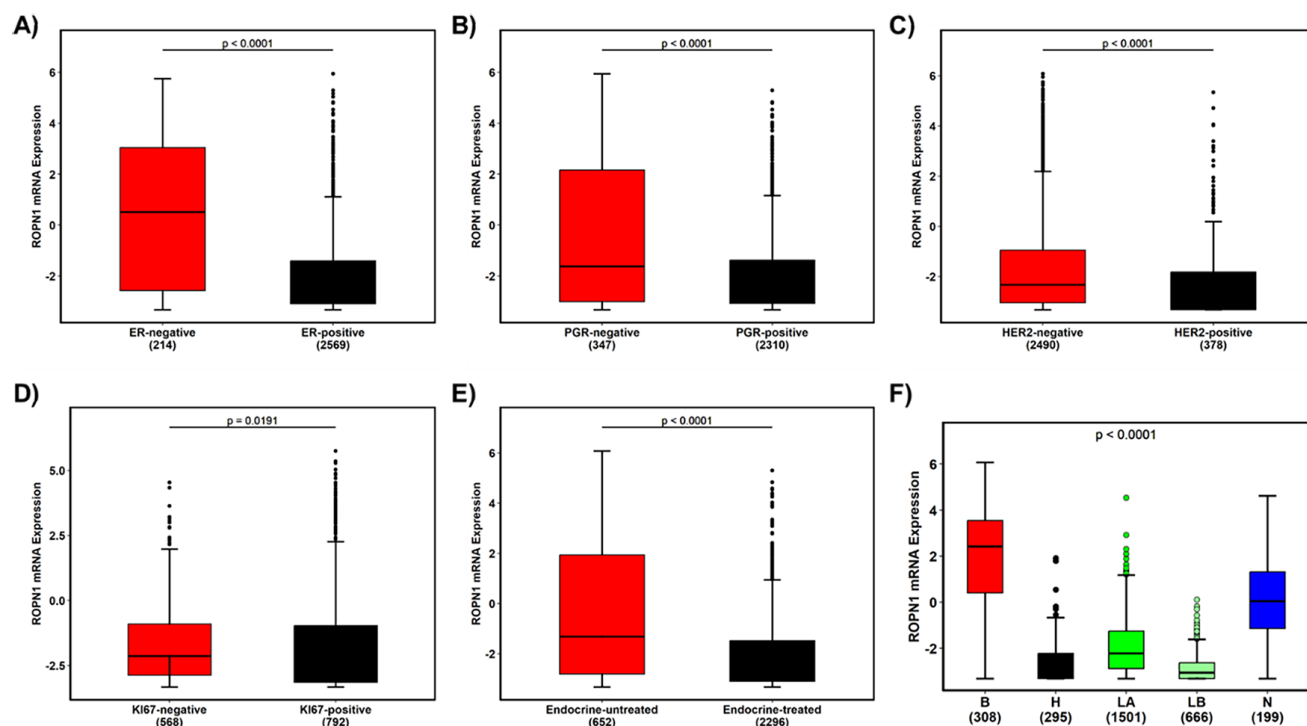 A)
p < 0.0001
ROPN1 mRNA Expression
6
4
2
0
-2
ER-negative
(214)
ER-positive
(2569)
B)
p < 0.0001
ROPN1 mRNA Expression
6
4
2
0
-2
PGR-negative
(347)
PGR-positive
(2310)
C)
p < 0.0001
ROPN1 mRNA Expression
6
4
2
0
-2
HER2-negative
(2490)
HER2-positive
(378)
D)
p = 0.0191
ROPN1 mRNA Expression
5.0
2.5
0.0
-2.5
KI67-negative
(568)
KI67-positive
(792)
E)
p < 0.0001
ROPN1 mRNA Expression
6
4
2
0
-2
Endocrine-untreated
(652)
Endocrine-treated
(2296)
F)
p < 0.0001
ROPN1 mRNA Expression
6
4
2
0
-2
B
(308)
H
(295)
LA
(1501)
LB
(666)
N
(199)